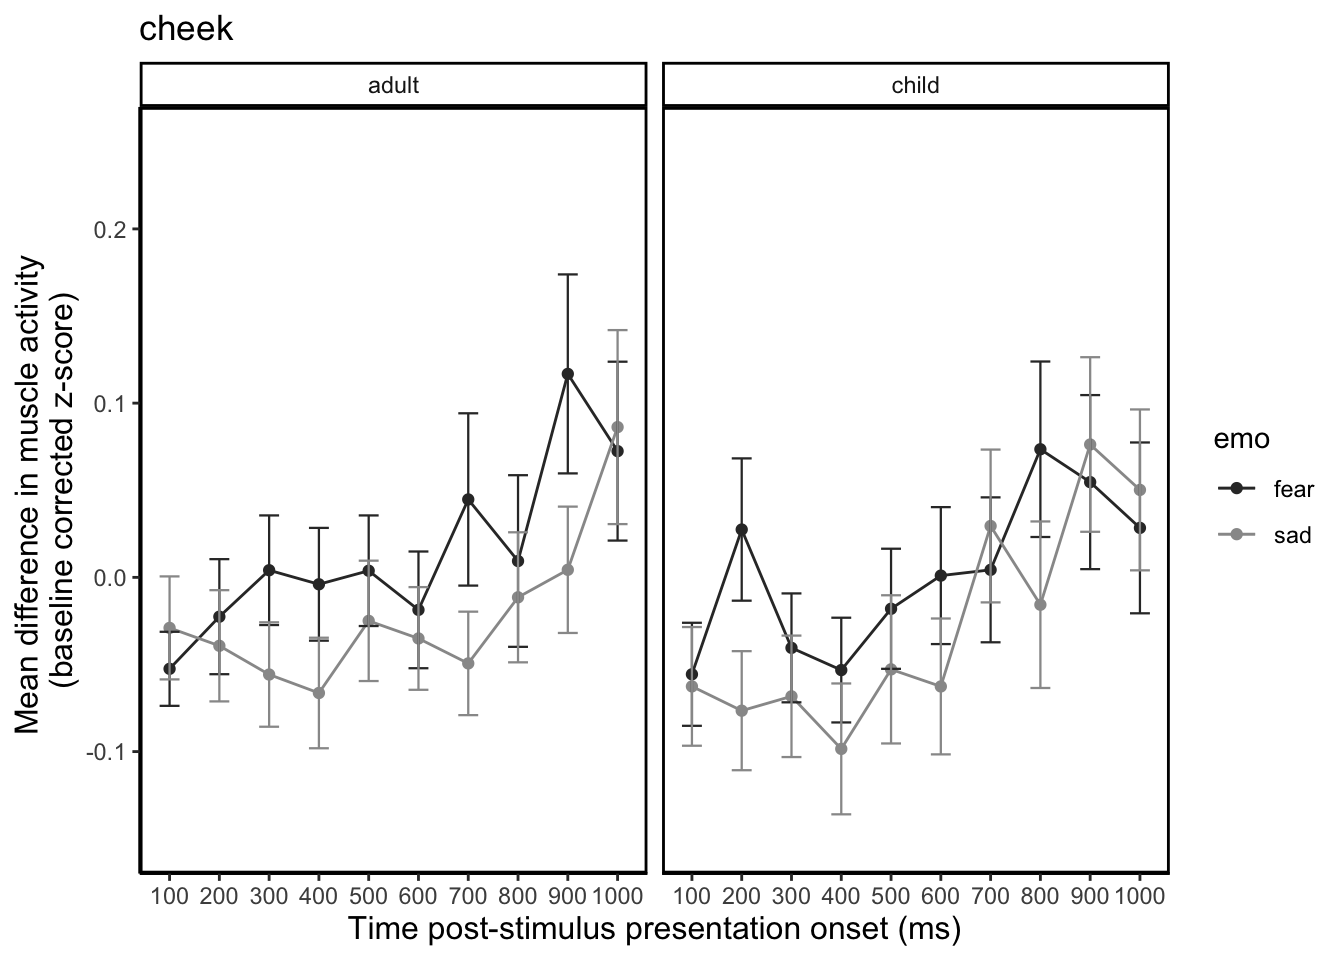 cheek
adult
child
Mean difference in muscle activity
(baseline corrected z-score)
0.2
0.1
0.0
-0.1
100 200 300 400 500 600 700 800 900 1000
100 200 300 400 500 600 700 800 900 1000
Time post-stimulus presentation onset (ms)
emo
fear
sad